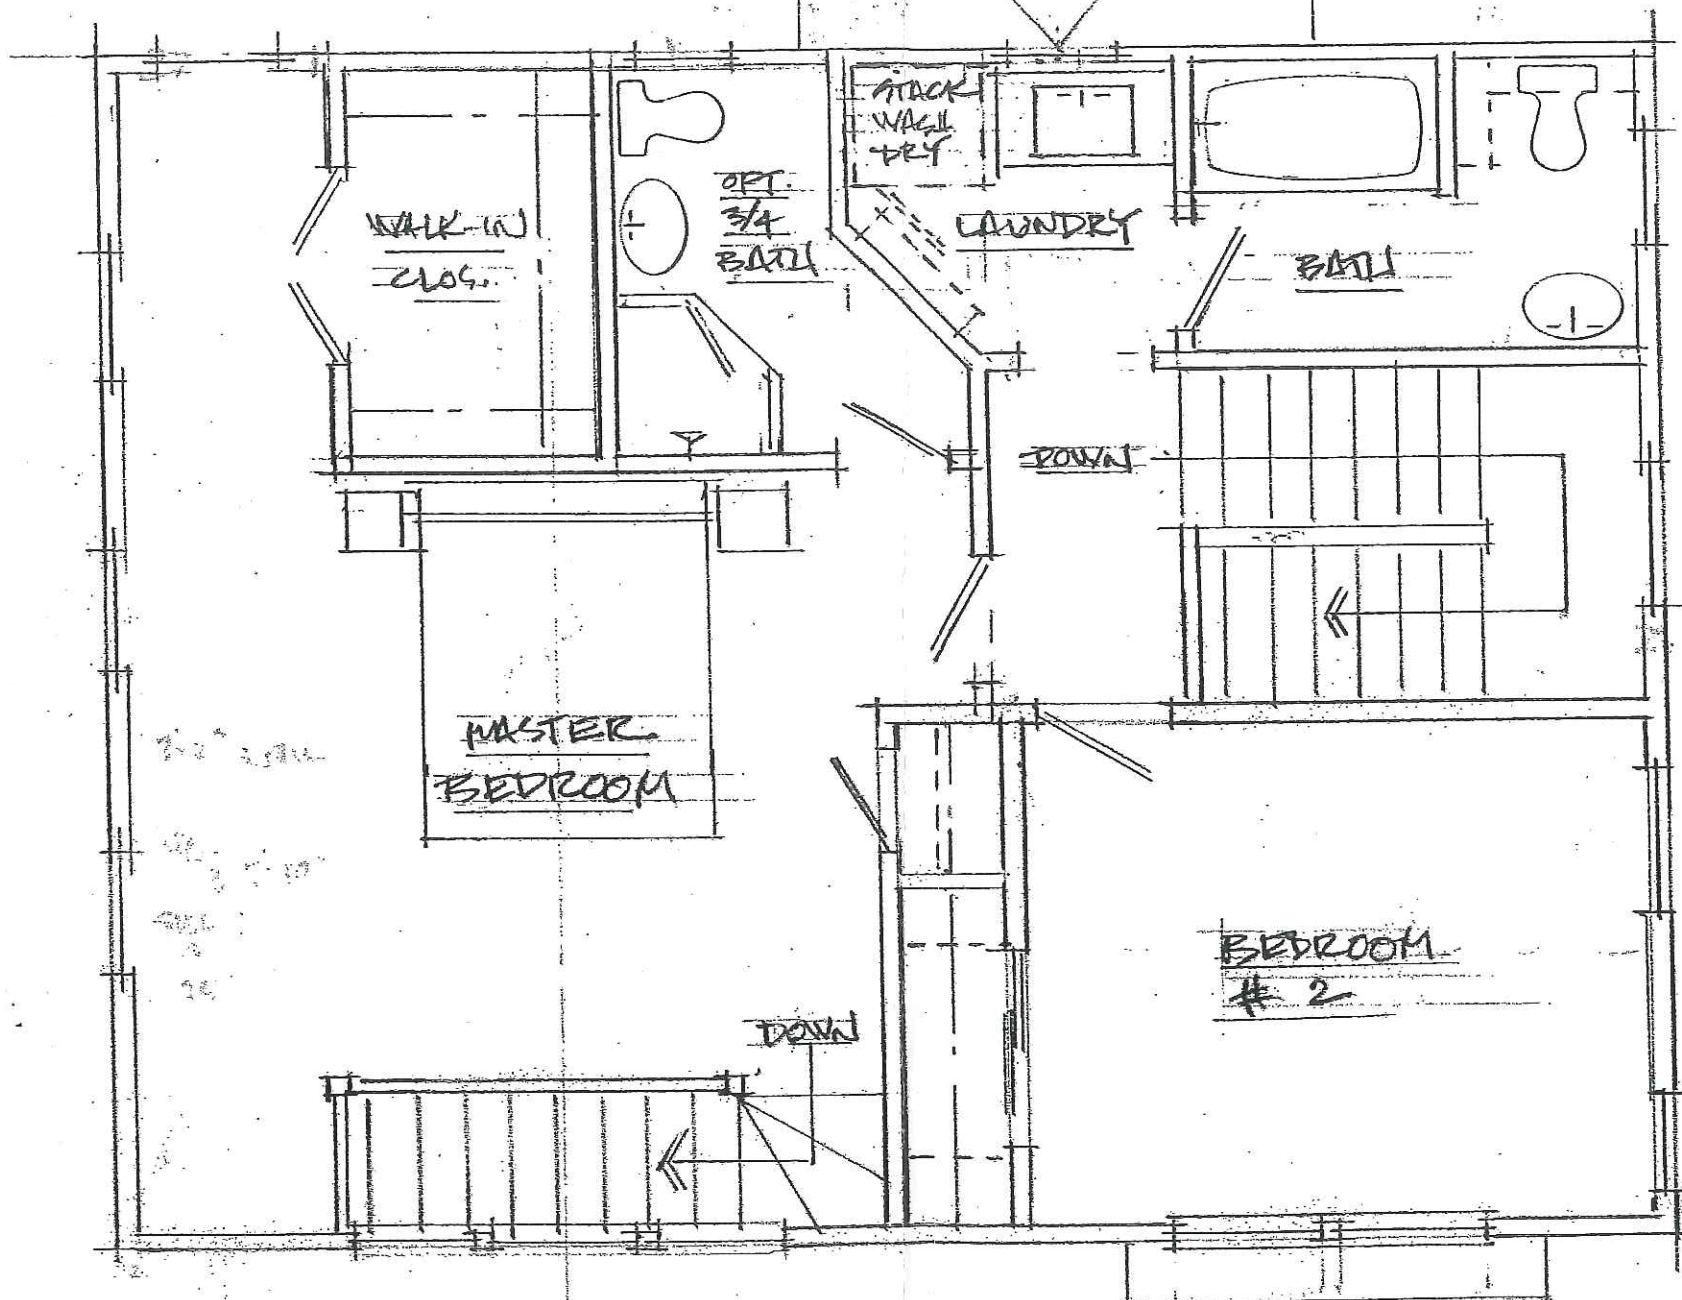 STACK
WASH
DRY
OPT.
3/4
BATH
WALK-IN
CLOS.
LAUNDRY
BATH
DOWN
MASTER
BEDROOM
BEDROOM
# 2
DOWN